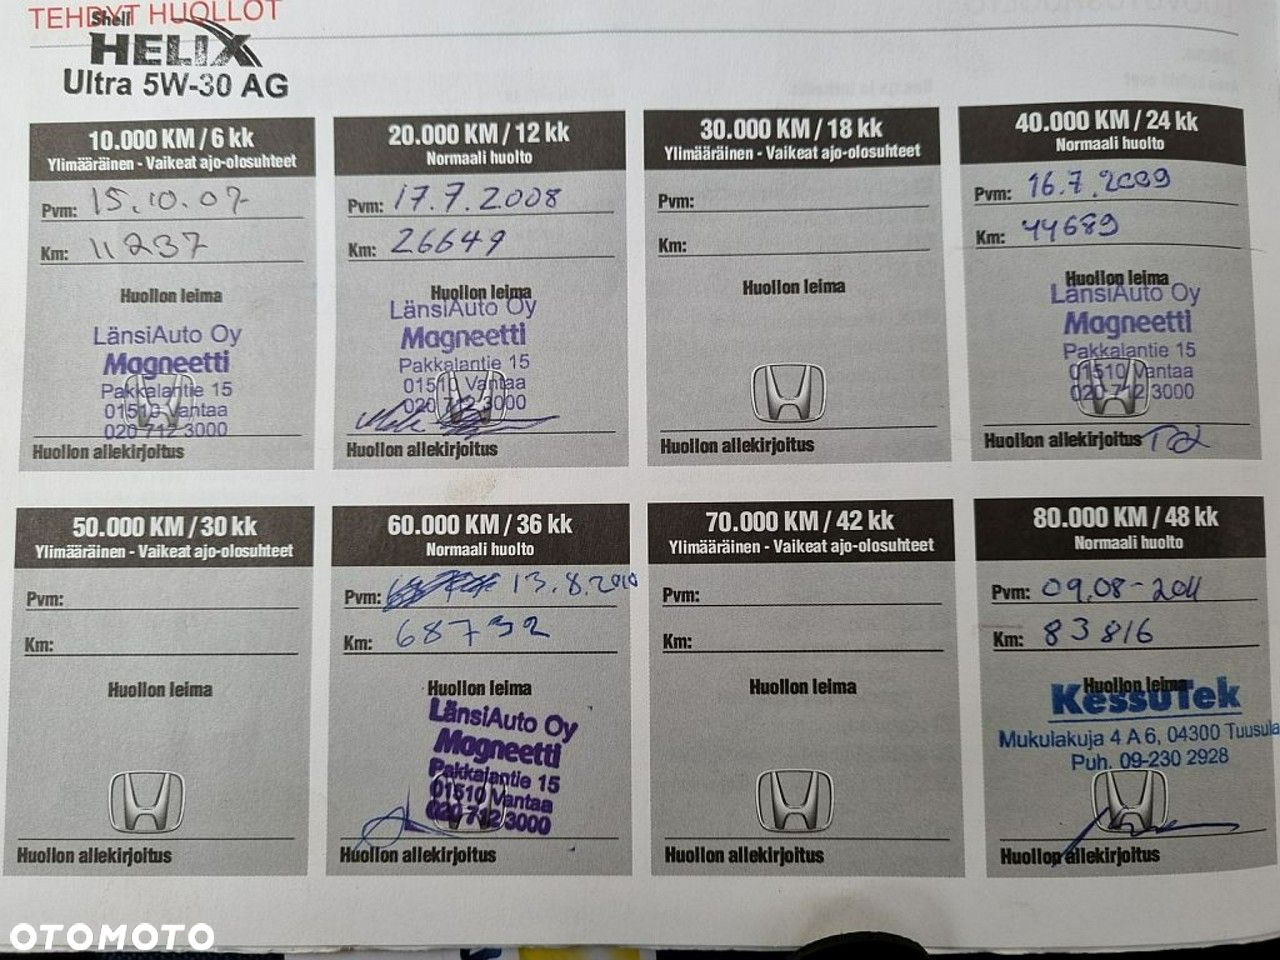 TEHDYT HUOLLOT
Shell
HELIX
Ultra 5W-30 AG
10.000 KM / 6 kk
Ylimääräinen - Vaikeat ajo-olosuhteet
Pvm: 15.10.07
Km: 11237
Huollon leima
LänsiAuto Oy
Magneetti
Pakkalantie 15
01510 Vantaa
020 712 3000
Huollon allekirjoitus
20.000 KM / 12 kk
Normaali huolto
Pvm: 17.7.2008
Km: 26649
Huollon leima
LänsiAuto Oy
Magneetti
Pakkalantie 15
01510 Vantaa
020 712 3000
Huollon allekirjoitus
30.000 KM / 18 kk
Ylimääräinen - Vaikeat ajo-olosuhteet
Pvm:
Km:
Huollon leima
Huollon allekirjoitus
40.000 KM / 24 kk
Normaali huolto
Pvm: 16.7.2009
Km: 44689
Huollon leima
LänsiAuto Oy
Magneetti
Pakkalantie 15
01510 Vantaa
020 712 3000
Huollon allekirjoitus
50.000 KM / 30 kk
Ylimääräinen - Vaikeat ajo-olosuhteet
Pvm:
Km:
Huollon leima
Huollon allekirjoitus
60.000 KM / 36 kk
Normaali huolto
Pvm: 13.8.2010
Km: 68732
Huollon leima
LänsiAuto Oy
Magneetti
Pakkalantie 15
01510 Vantaa
020 712 3000
Huollon allekirjoitus
70.000 KM / 42 kk
Ylimääräinen - Vaikeat ajo-olosuhteet
Pvm:
Km:
Huollon leima
Huollon allekirjoitus
80.000 KM / 48 kk
Normaali huolto
Pvm: 09.08-2011
Km: 83816
Huollon leima
KessuTek
Mukulakuja 4 A 6, 04300 Tuusula
Puh. 09-230 2928
Huollon allekirjoitus
OTOMOTO